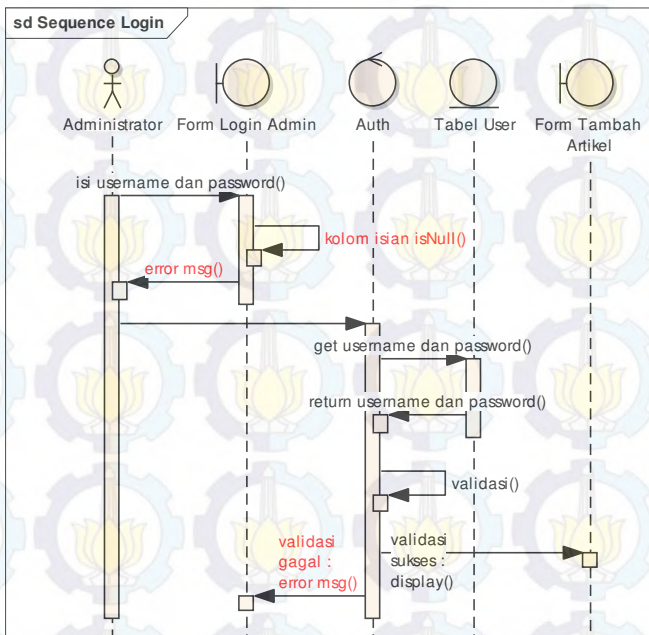 sd Sequence Login
Administrator
Form Login Admin
Auth
Tabel User
Form Tambah
Artikel
isi username dan password()
kolom isian isNull()
error msg()
get username dan password()
return username dan password()
validasi()
validasi
gagal :
error msg()
validasi
sukses :
display()